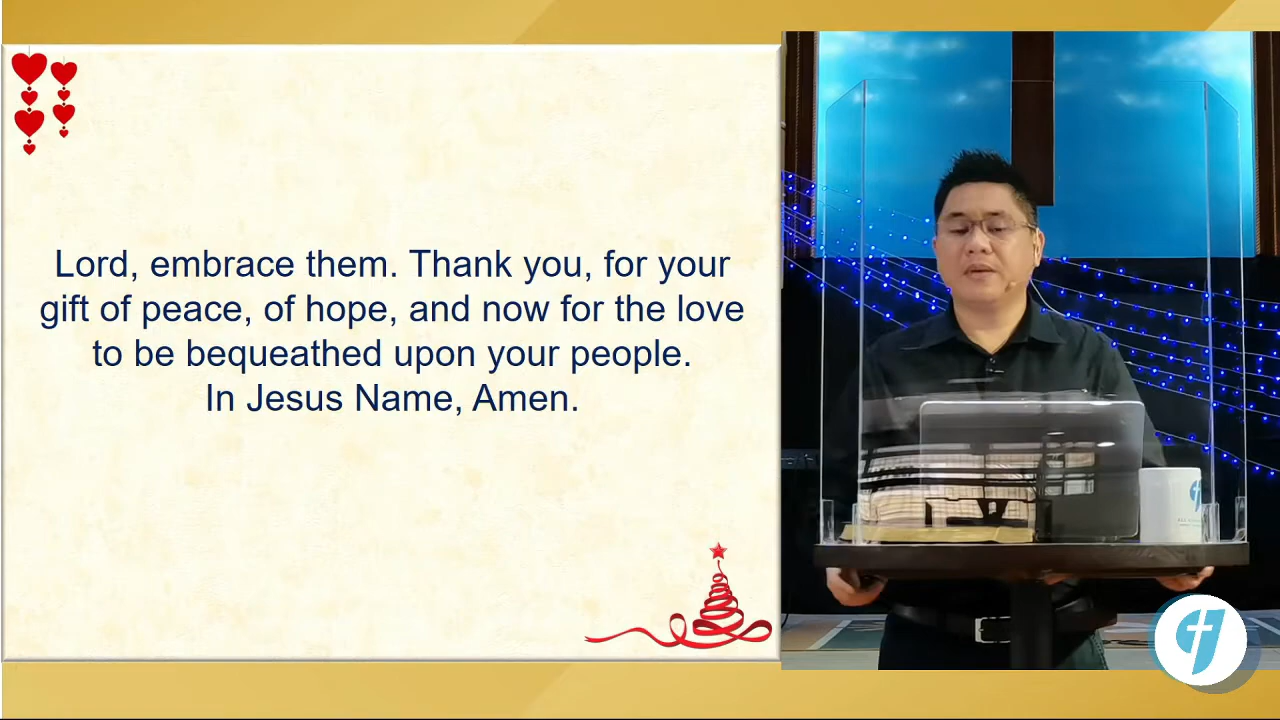 Lord, embrace them. Thank you, for your
gift of peace, of hope, and now for the love
to be bequeathed upon your people.
In Jesus Name, Amen.